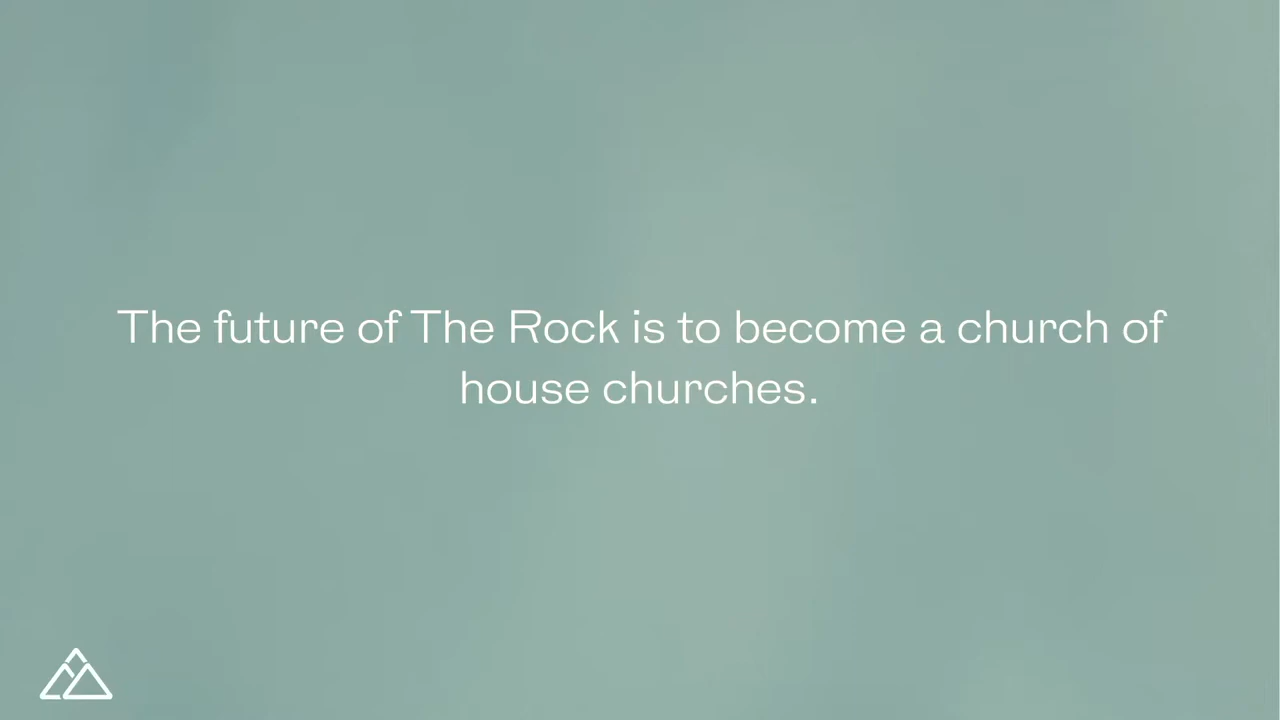 The future of The Rock is to become a church of
house churches.